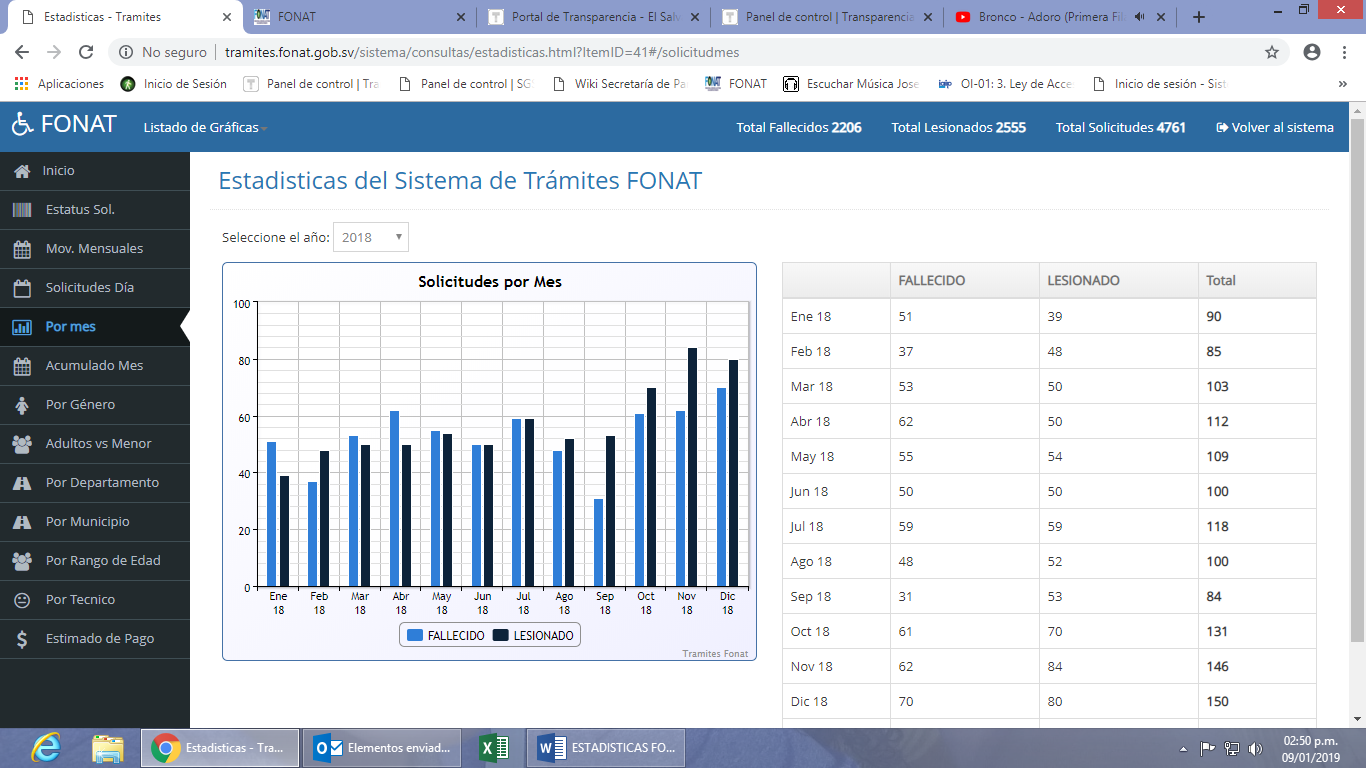 Estadisticas - Tramites
FONAT
Portal de Transparencia - El Salv
Panel de control | Transparencia
Bronco - Adoro (Primera Fil
No seguro | tramites.fonat.gob.sv/sistema/consultas/estadisticas.html?ItemID=41#/solicitudmes
Aplicaciones
Inicio de Sesión
Panel de control | Tra
Panel de control | SG
Wiki Secretaría de Pa
FONAT
Escuchar Música Jose
OI-01: 3. Ley de Acce
Inicio de sesión - Sist
FONAT
Listado de Gráficas
Total Fallecidos 2206
Total Lesionados 2555
Total Solicitudes 4761
Volver al sistema
Inicio
Estatus Sol.
Mov. Mensuales
Solicitudes Día
Por mes
Acumulado Mes
Por Género
Adultos vs Menor
Por Departamento
Por Municipio
Por Rango de Edad
Por Tecnico
Estimado de Pago
Estadisticas del Sistema de Trámites FONAT
Seleccione el año: 2018
Solicitudes por Mes
100
80
60
40
20
0
Ene Feb Mar Abr May Jun Jul Ago Sep Oct Nov Dic
18 18 18 18 18 18 18 18 18 18 18 18
FALLECIDO LESIONADO
Tramites Fonat
FALLECIDO LESIONADO Total
Ene 18 51 39 90
Feb 18 37 48 85
Mar 18 53 50 103
Abr 18 62 50 112
May 18 55 54 109
Jun 18 50 50 100
Jul 18 59 59 118
Ago 18 48 52 100
Sep 18 31 53 84
Oct 18 61 70 131
Nov 18 62 84 146
Dic 18 70 80 150
Estadisticas - Tra...
Elementos enviad...
ESTADISTICAS FO...
02:50 p.m.
09/01/2019